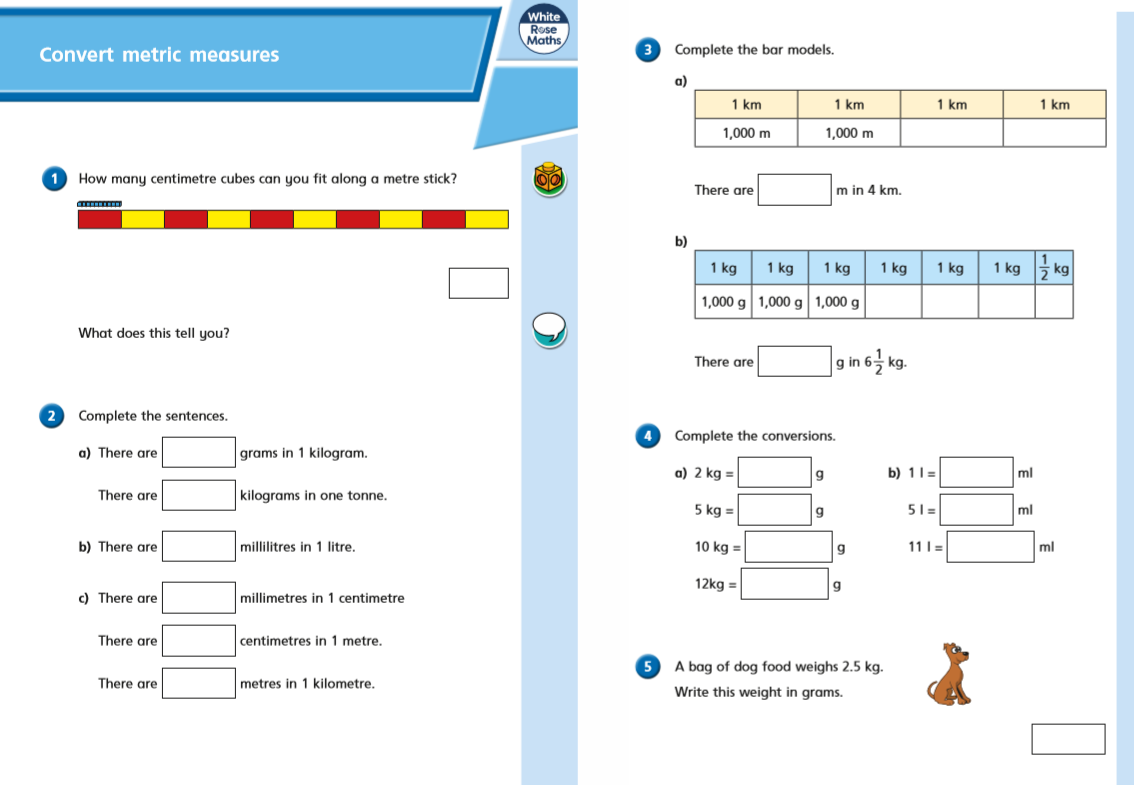 Convert metric measures
White
Rose
Maths
1 How many centimetre cubes can you fit along a metre stick?
What does this tell you?
2 Complete the sentences.
a) There are grams in 1 kilogram.
There are kilograms in one tonne.
b) There are millilitres in 1 litre.
c) There are millimetres in 1 centimetre
There are centimetres in 1 metre.
There are metres in 1 kilometre.
3 Complete the bar models.
a)
1 km 1 km 1 km 1 km
1,000 m 1,000 m
There are m in 4 km.
b)
1 kg 1 kg 1 kg 1 kg 1 kg 1 kg 1/2 kg
1,000 g 1,000 g 1,000 g
There are g in 6 1/2 kg.
4 Complete the conversions.
a) 2 kg = g b) 1 l = ml
5 kg = g 5 l = ml
10 kg = g 11 l = ml
12kg = g
5 A bag of dog food weighs 2.5 kg.
Write this weight in grams.